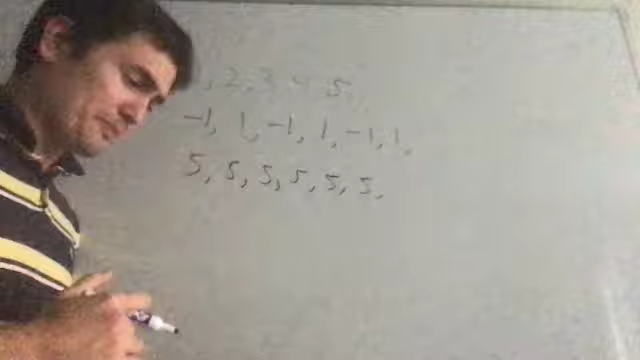 , 2, 3, 4, 5,
-1, 1, -1, 1, -1, 1,
5, 5, 5, 5, 5, 5,